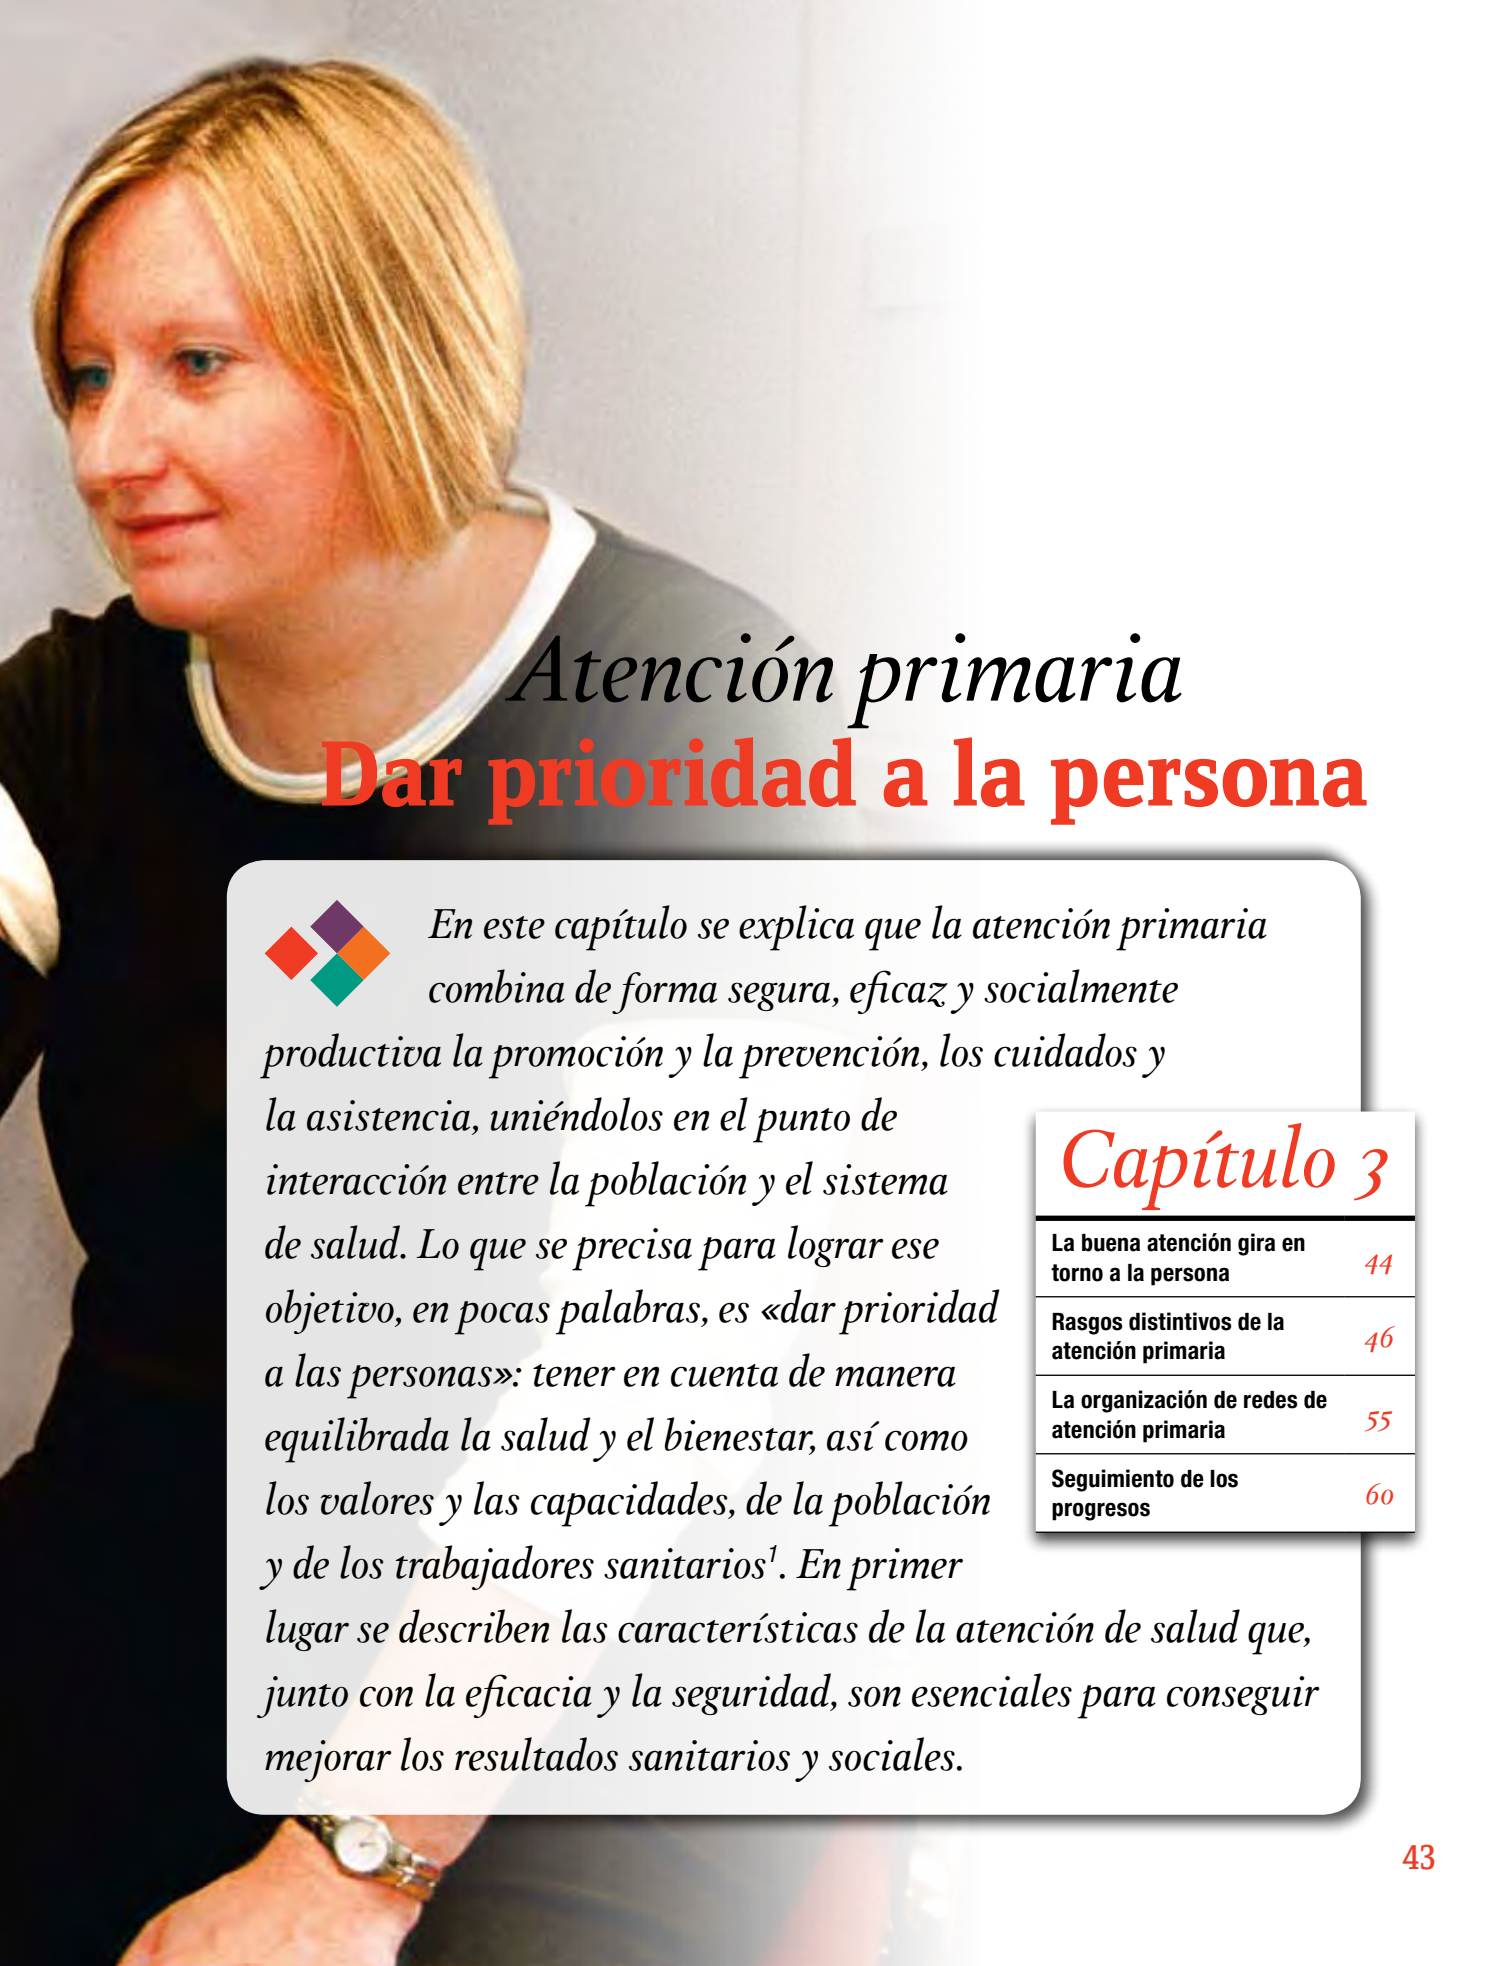 Atención primaria
Dar prioridad a la persona
En este capítulo se explica que la atención primaria
combina de forma segura, eficaz y socialmente
productiva la promoción y la prevención, los cuidados y
la asistencia, uniéndolos en el punto de
interacción entre la población y el sistema
de salud. Lo que se precisa para lograr ese
objetivo, en pocas palabras, es «dar prioridad
a las personas»: tener en cuenta de manera
equilibrada la salud y el bienestar, así como
los valores y las capacidades, de la población
y de los trabajadores sanitarios¹. En primer
lugar se describen las características de la atención de salud que,
junto con la eficacia y la seguridad, son esenciales para conseguir
mejorar los resultados sanitarios y sociales.
Capítulo 3
La buena atención gira en
torno a la persona 44
Rasgos distintivos de la
atención primaria 46
La organización de redes de
atención primaria 55
Seguimiento de los
progresos 60
43